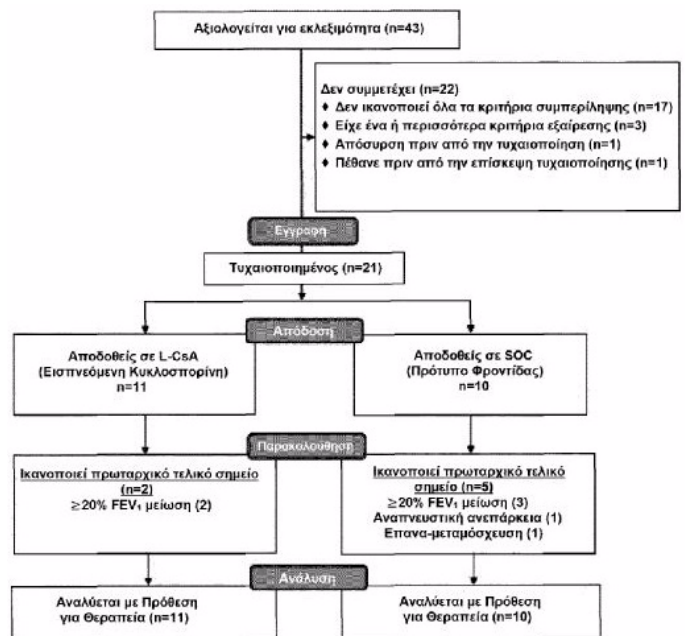 Αξιολογείται για εκλεξιμότητα (n=43)
Δεν συμμετέχει (n=22)
♦ Δεν ικανοποιεί όλα τα κριτήρια συμπερίληψης (n=17)
♦ Είχε ένα ή περισσότερα κριτήρια εξαίρεσης (n=3)
♦ Απόσυρση πριν από την τυχαιοποίηση (n=1)
♦ Πέθανε πριν από την επίσκεψη τυχαιοποίησης (n=1)
Εγγραφη
Τυχαιοποιημένος (n=21)
Απόδοση
Αποδοθείς σε L-CsA
(Εισπνεόμενη Κυκλοσπορίνη)
n=11
Αποδοθείς σε SOC
(Πρότυπο Φροντίδας)
n=10
Παρακολούθηση
Ικανοποιεί πρωταρχικό τελικό σημείο
(n=2)
≥20% FEV₁ μείωση (2)
Ικανοποιεί πρωταρχικό τελικό
σημείο (n=5)
≥20% FEV₁ μείωση (3)
Αναπνευστική ανεπάρκεια (1)
Επανα-μεταμόσχευση (1)
Ανάλυση
Αναλύεται με Πρόθεση
για Θεραπεία (n=11)
Αναλύεται με Πρόθεση
για Θεραπεία (n=10)